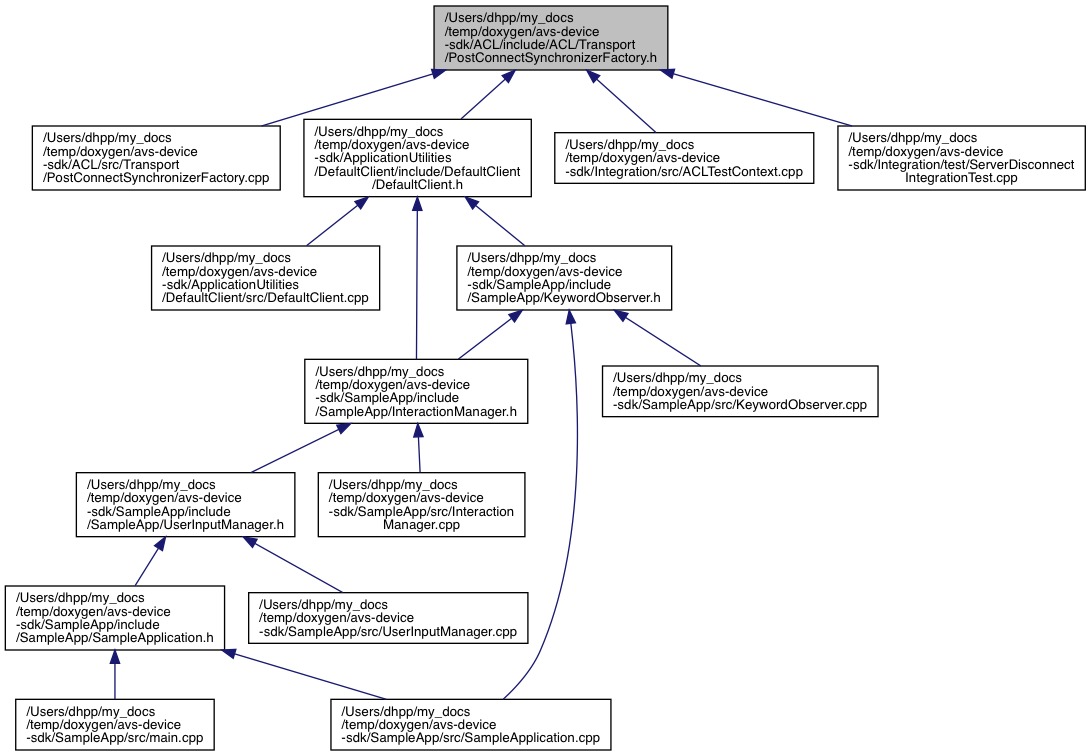 /Users/dhpp/my_docs
/temp/doxygen/avs-device
-sdk/ACL/include/ACL/Transport
/PostConnectSynchronizerFactory.h
/Users/dhpp/my_docs
/temp/doxygen/avs-device
-sdk/ACL/src/Transport
/PostConnectSynchronizerFactory.cpp
/Users/dhpp/my_docs
/temp/doxygen/avs-device
-sdk/ApplicationUtilities
/DefaultClient/include/DefaultClient
/DefaultClient.h
/Users/dhpp/my_docs
/temp/doxygen/avs-device
-sdk/Integration/src/ACLTestContext.cpp
/Users/dhpp/my_docs
/temp/doxygen/avs-device
-sdk/Integration/test/ServerDisconnect
IntegrationTest.cpp
/Users/dhpp/my_docs
/temp/doxygen/avs-device
-sdk/ApplicationUtilities
/DefaultClient/src/DefaultClient.cpp
/Users/dhpp/my_docs
/temp/doxygen/avs-device
-sdk/SampleApp/include
/SampleApp/KeywordObserver.h
/Users/dhpp/my_docs
/temp/doxygen/avs-device
-sdk/SampleApp/include
/SampleApp/InteractionManager.h
/Users/dhpp/my_docs
/temp/doxygen/avs-device
-sdk/SampleApp/src/KeywordObserver.cpp
/Users/dhpp/my_docs
/temp/doxygen/avs-device
-sdk/SampleApp/include
/SampleApp/UserInputManager.h
/Users/dhpp/my_docs
/temp/doxygen/avs-device
-sdk/SampleApp/src/Interaction
Manager.cpp
/Users/dhpp/my_docs
/temp/doxygen/avs-device
-sdk/SampleApp/include
/SampleApp/SampleApplication.h
/Users/dhpp/my_docs
/temp/doxygen/avs-device
-sdk/SampleApp/src/UserInputManager.cpp
/Users/dhpp/my_docs
/temp/doxygen/avs-device
-sdk/SampleApp/src/main.cpp
/Users/dhpp/my_docs
/temp/doxygen/avs-device
-sdk/SampleApp/src/SampleApplication.cpp